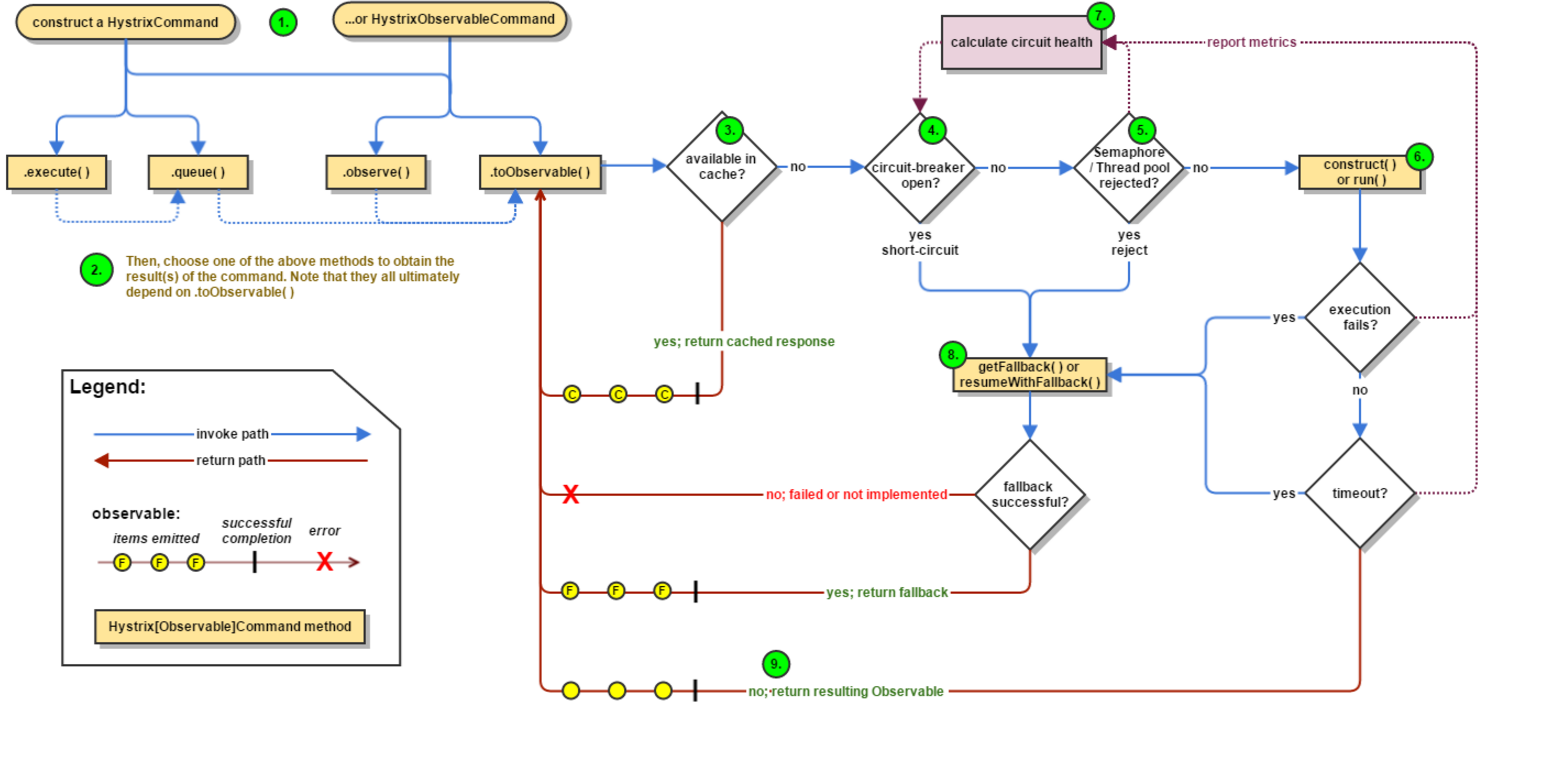 construct a HystrixCommand
1.
...or HystrixObservableCommand
7.
calculate circuit health
report metrics
.execute( )
.queue( )
.observe( )
.toObservable( )
3.
available in
cache?
no
4.
circuit-breaker
open?
no
5.
Semaphore
/ Thread pool
rejected?
no
6.
construct( )
or run( )
yes
short-circuit
yes
reject
2.
Then, choose one of the above methods to obtain the
result(s) of the command. Note that they all ultimately
depend on .toObservable( )
execution
fails?
yes
no
yes; return cached response
C C C
8.
getFallback( ) or
resumeWithFallback( )
fallback
successful?
no; failed or not implemented
X
timeout?
yes
F F F
yes; return fallback
9.
no; return resulting Observable
Legend:
invoke path
return path
observable:
items emitted
successful
completion
error
F F F
X
Hystrix[Observable]Command method